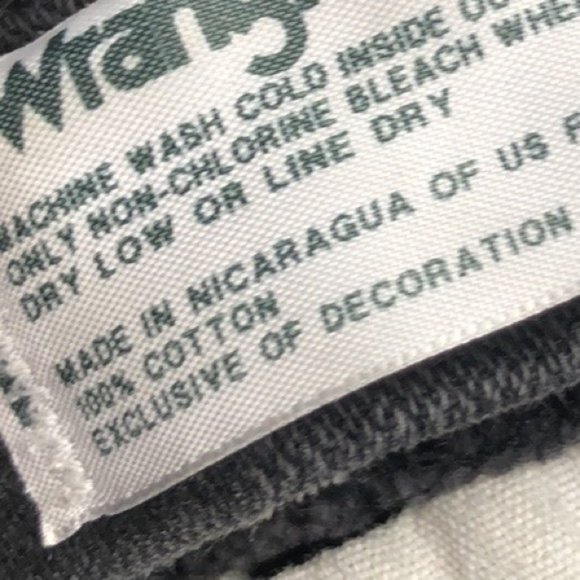 Wrang
MACHINE WASH COLD INSIDE OU
ONLY NON-CHLORINE BLEACH WHE
DRY LOW OR LINE DRY
MADE IN NICARAGUA OF US F
100% COTTON
EXCLUSIVE OF DECORATION